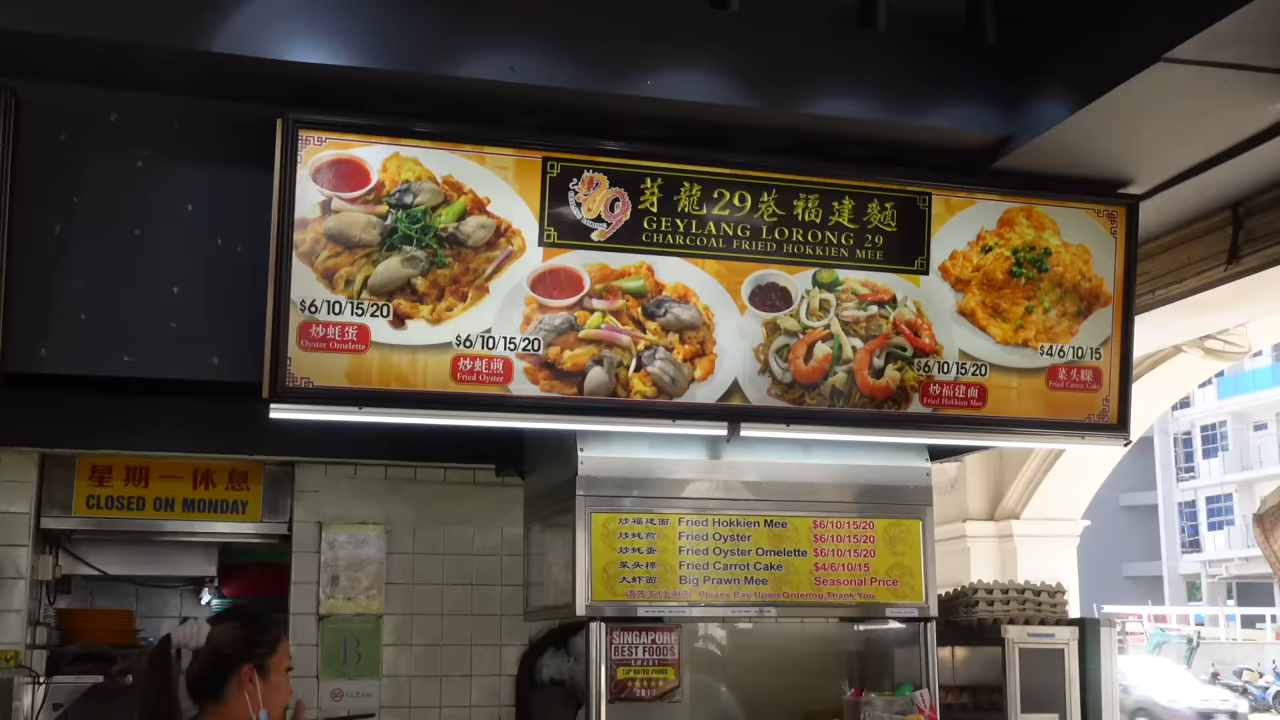 芽龍29巷福建麵
GEYLANG LORONG 29
CHARCOAL FRIED HOKKIEN MEE
$6/10/15/20
炒蚝蛋
Oyster Omelette
$6/10/15/20
炒蚝煎
Fried Oyster
$6/10/15/20
炒福建面
Fried Hokkien Mee
$4/6/10/15
菜头粿
Fried Carrot Cake
星期一休息
CLOSED ON MONDAY
炒福建面 Fried Hokkien Mee $6/10/15/20
炒蚝煎 Fried Oyster $6/10/15/20
炒蚝蛋 Fried Oyster Omelette $6/10/15/20
菜头粿 Fried Carrot Cake $4/6/10/15
大虾面 Big Prawn Mee Seasonal Price
请先支付谢谢 Please Pay Upon Ordering.Thank You
SINGAPORE
BEST FOODS
ENJOY
TOP RATED FOODS
2017
B
SG CLEAN